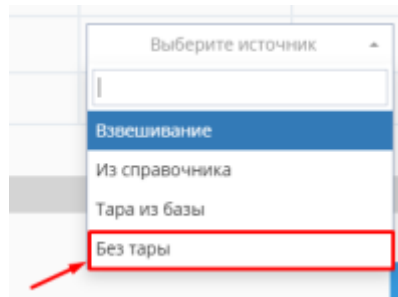 Выберите источник
Взвешивание
Из справочника
Тара из базы
Без тары